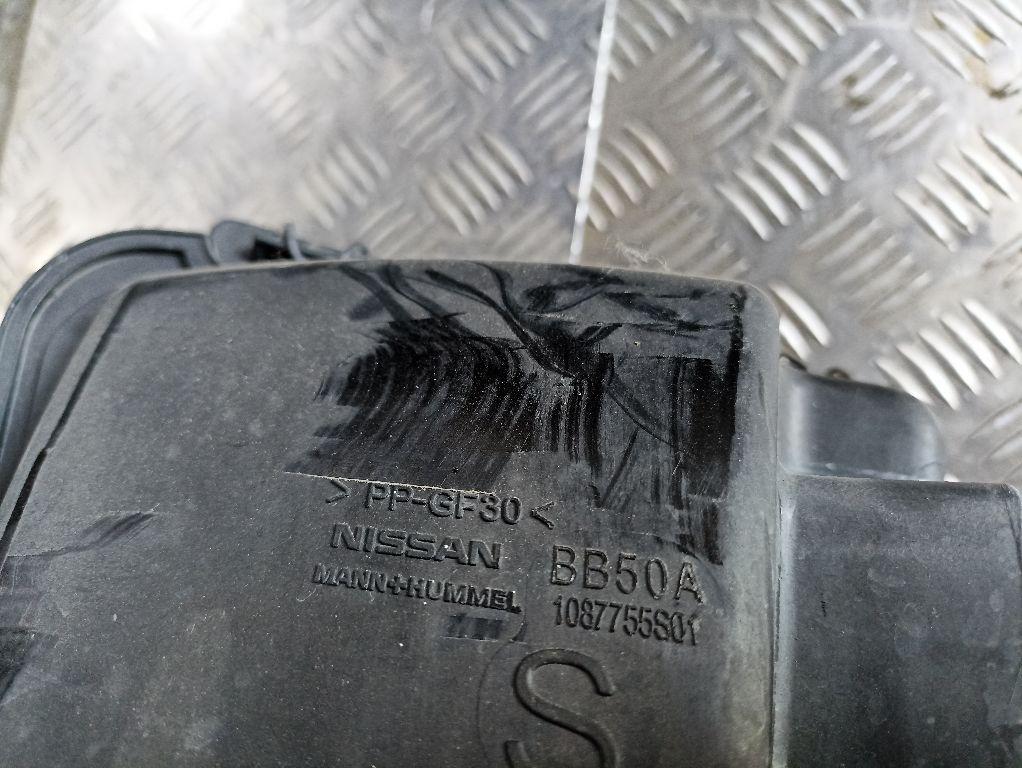 >PP-GF30<
NISSAN BB50A
MANN+HUMMEL 1087755S01
S